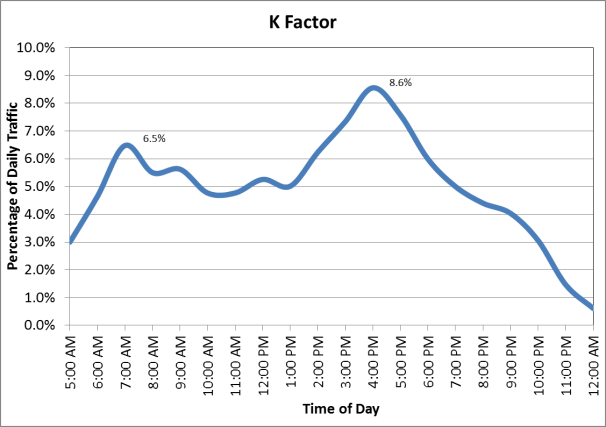 K Factor
Percentage of Daily Traffic
10.0%
9.0%
8.0%
7.0%
6.0%
5.0%
4.0%
3.0%
2.0%
1.0%
0.0%
6.5%
8.6%
5:00 AM
6:00 AM
7:00 AM
8:00 AM
9:00 AM
10:00 AM
11:00 AM
12:00 PM
1:00 PM
2:00 PM
3:00 PM
4:00 PM
5:00 PM
6:00 PM
7:00 PM
8:00 PM
9:00 PM
10:00 PM
11:00 PM
12:00 AM
Time of Day